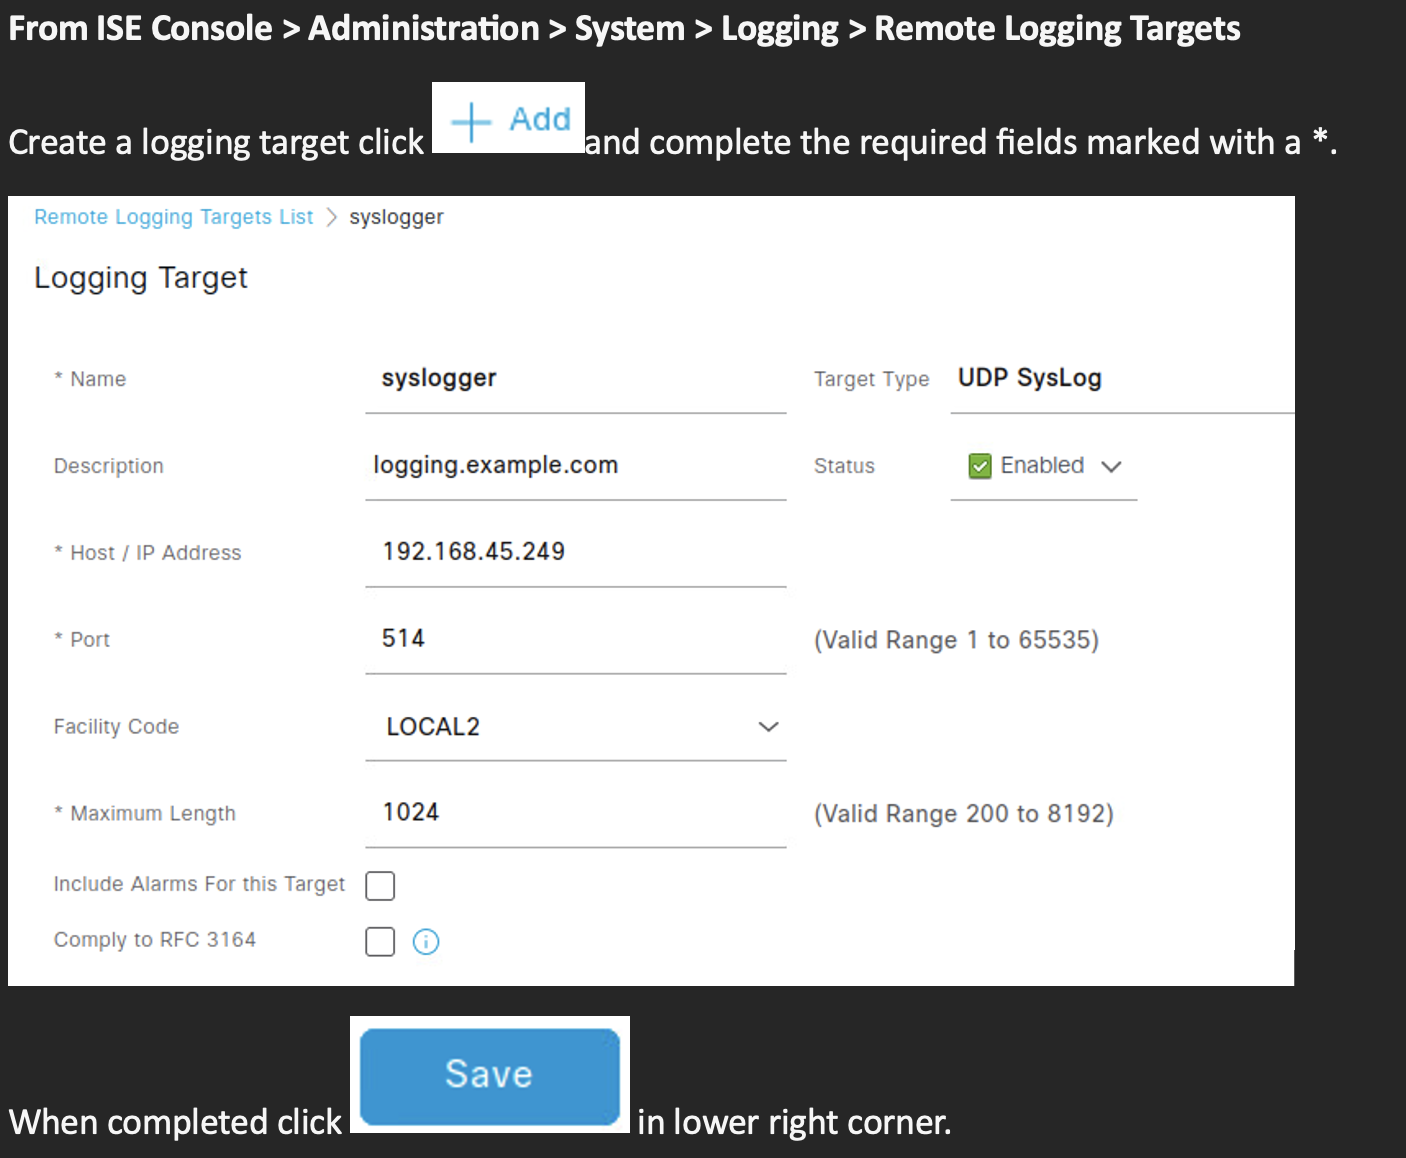 From ISE Console > Administration > System > Logging > Remote Logging Targets
Create a logging target click + Add and complete the required fields marked with a *.
Remote Logging Targets List > syslogger
Logging Target
* Name syslogger Target Type UDP SysLog
Description logging.example.com Status Enabled
* Host / IP Address 192.168.45.249
* Port 514 (Valid Range 1 to 65535)
Facility Code LOCAL2
* Maximum Length 1024 (Valid Range 200 to 8192)
Include Alarms For this Target
Comply to RFC 3164
When completed click Save in lower right corner.